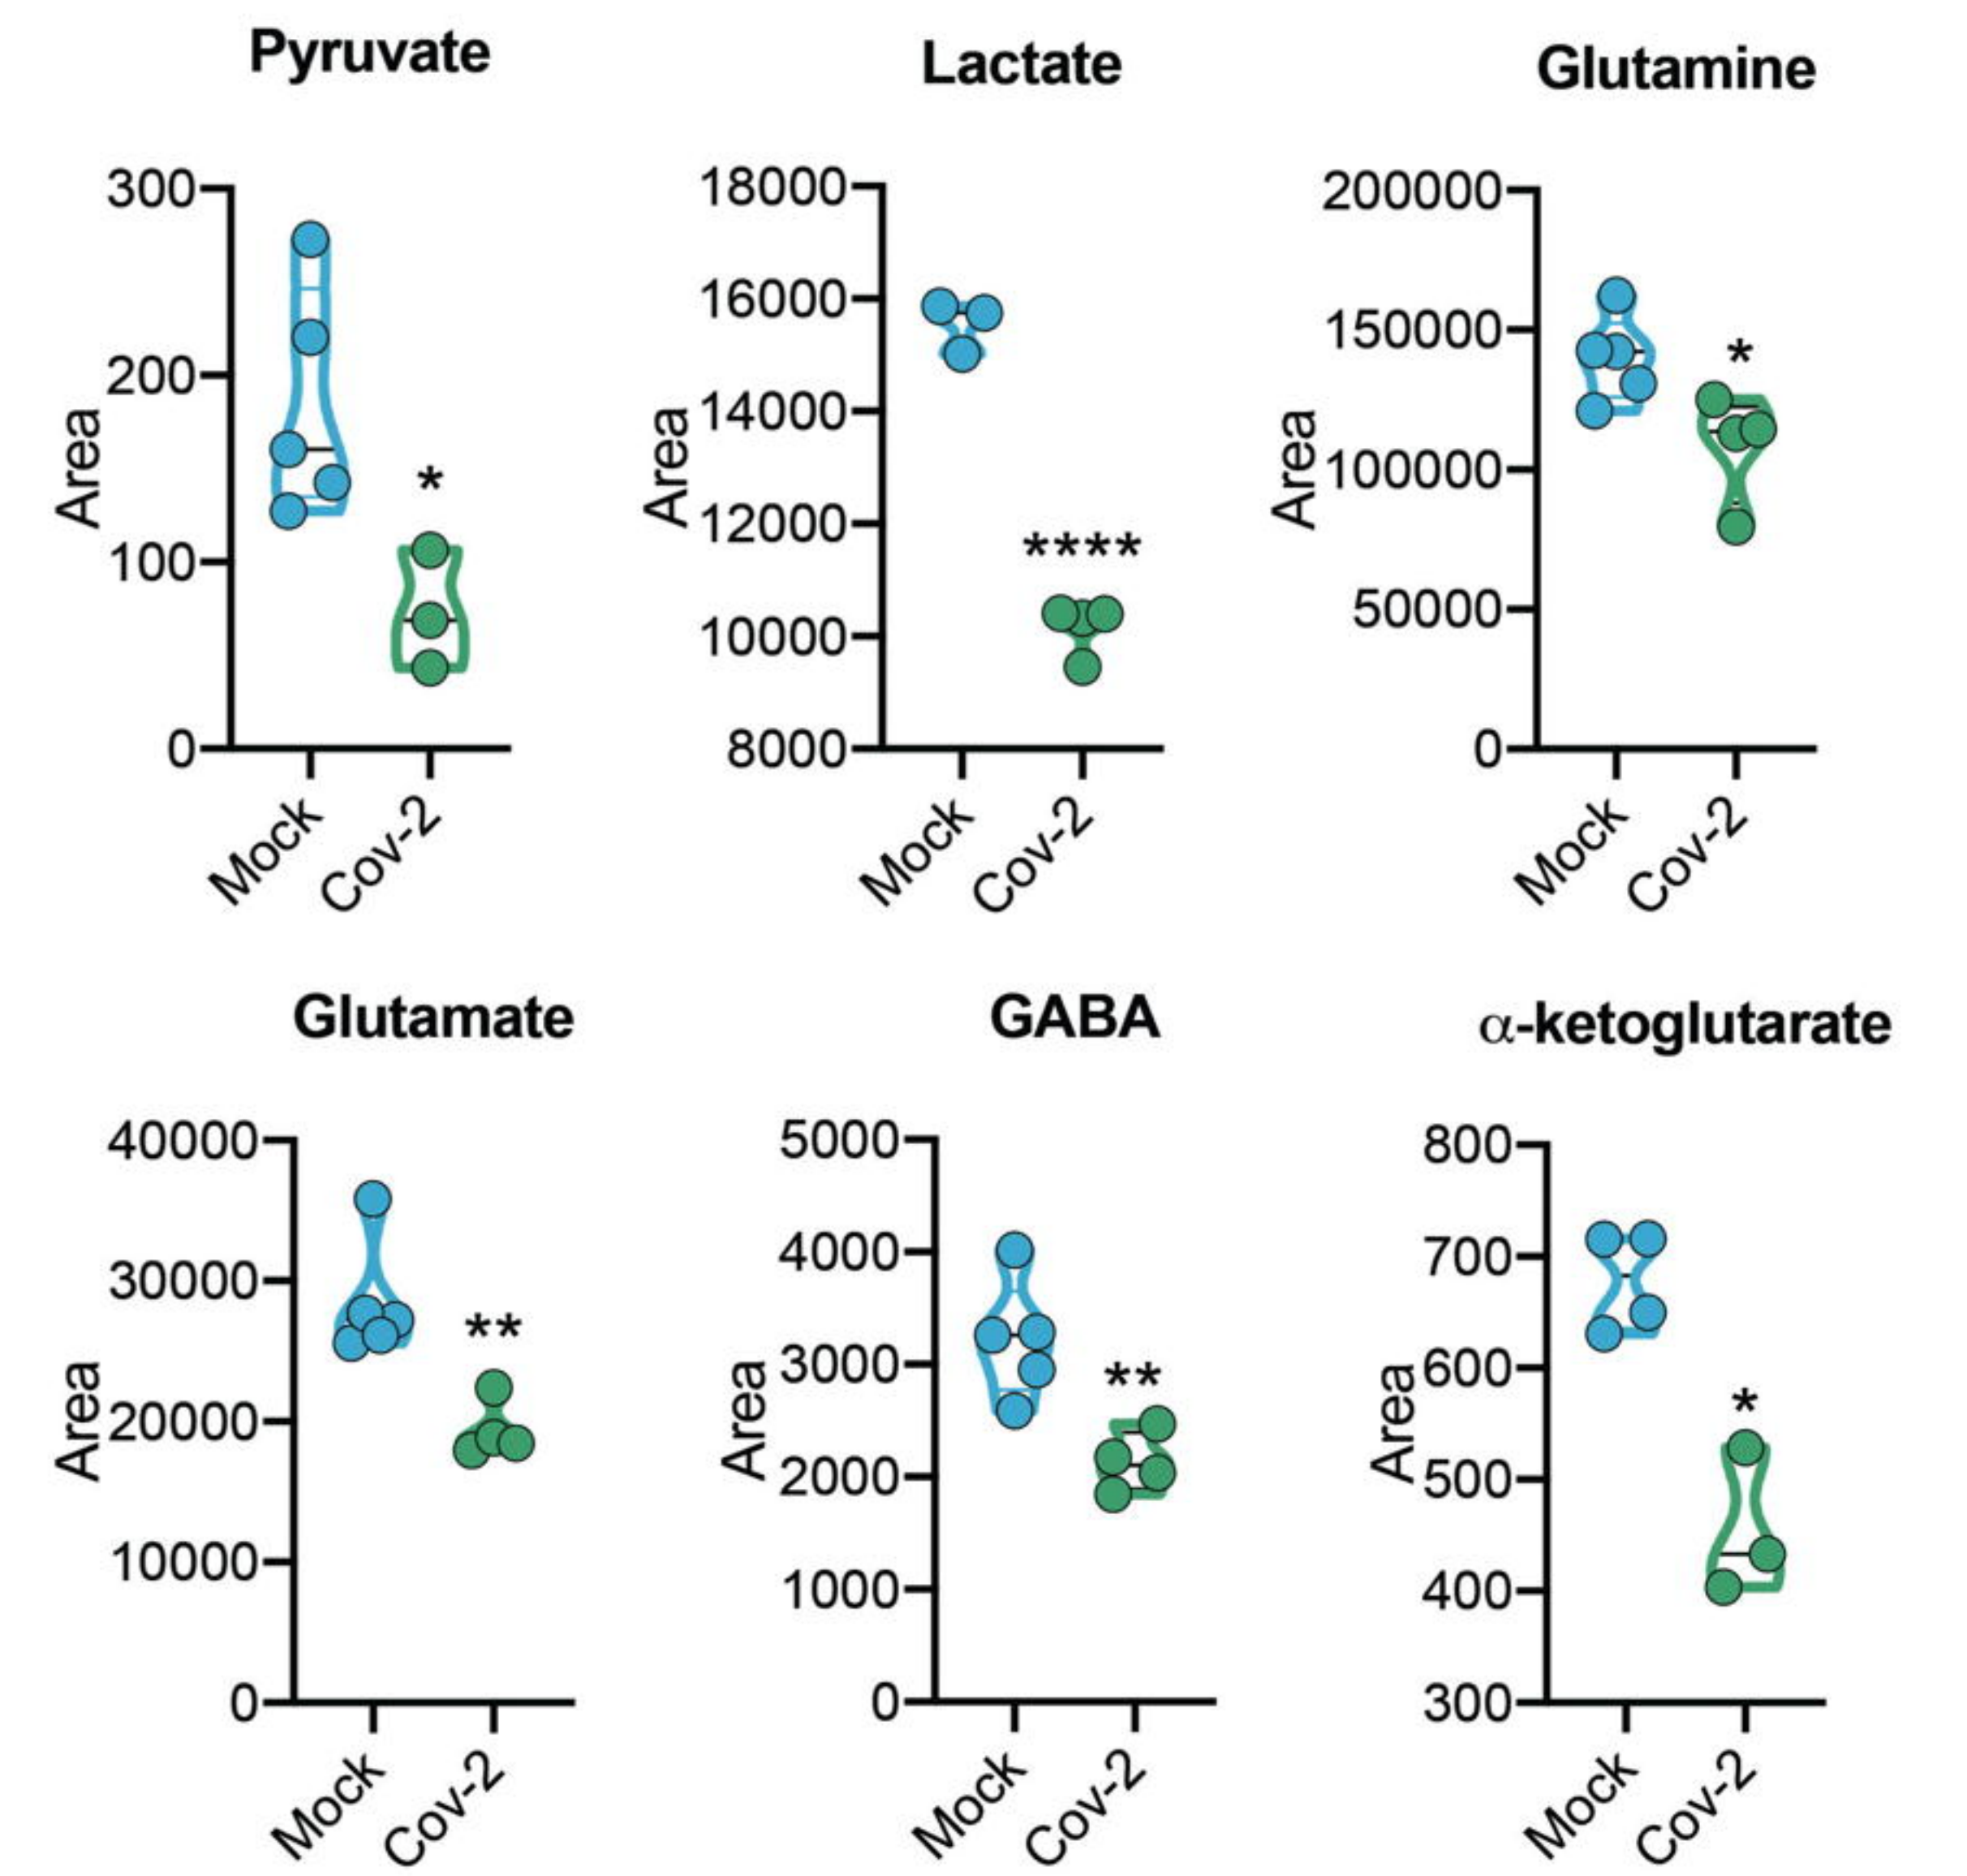 Pyruvate
300
200
100
0
Area
*
Mock
Cov-2
Lactate
18000
16000
14000
12000
10000
8000
Area
****
Mock
Cov-2
Glutamine
200000
150000
100000
50000
0
Area
*
Mock
Cov-2
Glutamate
40000
30000
20000
10000
0
Area
**
Mock
Cov-2
GABA
5000
4000
3000
2000
1000
0
Area
**
Mock
Cov-2
α-ketoglutarate
800
700
600
500
400
300
Area
*
Mock
Cov-2